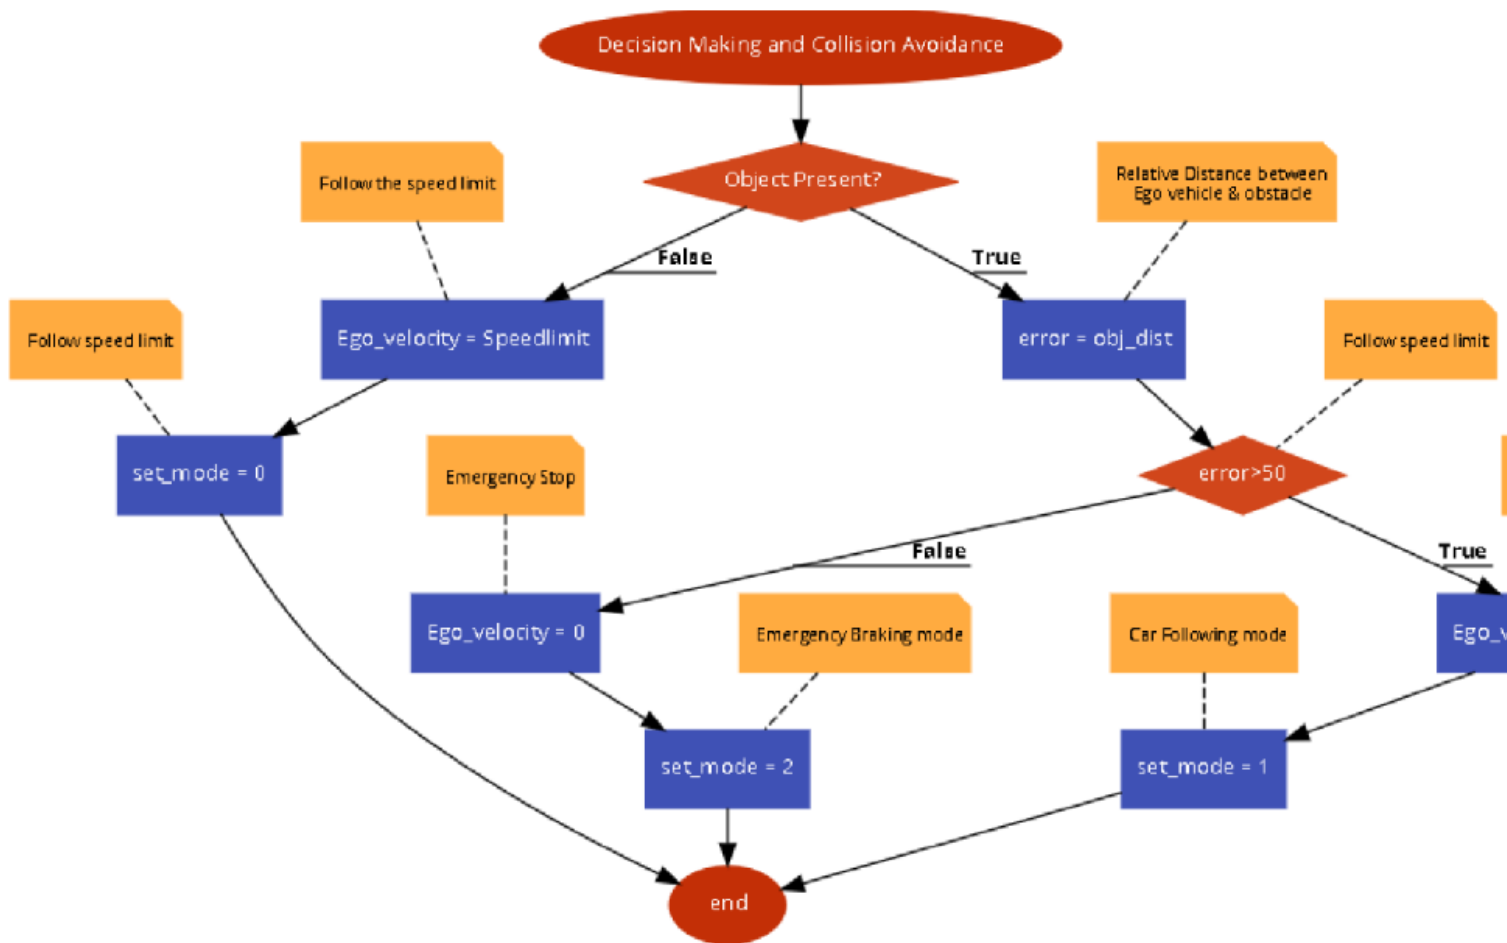 Decision Making and Collision Avoidance
Object Present?
Follow the speed limit
Relative Distance between
Ego vehicle & obstacle
False
True
Ego_velocity = Speedlimit
error = obj_dist
Follow speed limit
Follow speed limit
set_mode = 0
Emergency Stop
error>50
False
True
Ego_velocity = 0
Emergency Braking mode
Car Following mode
set_mode = 2
set_mode = 1
end